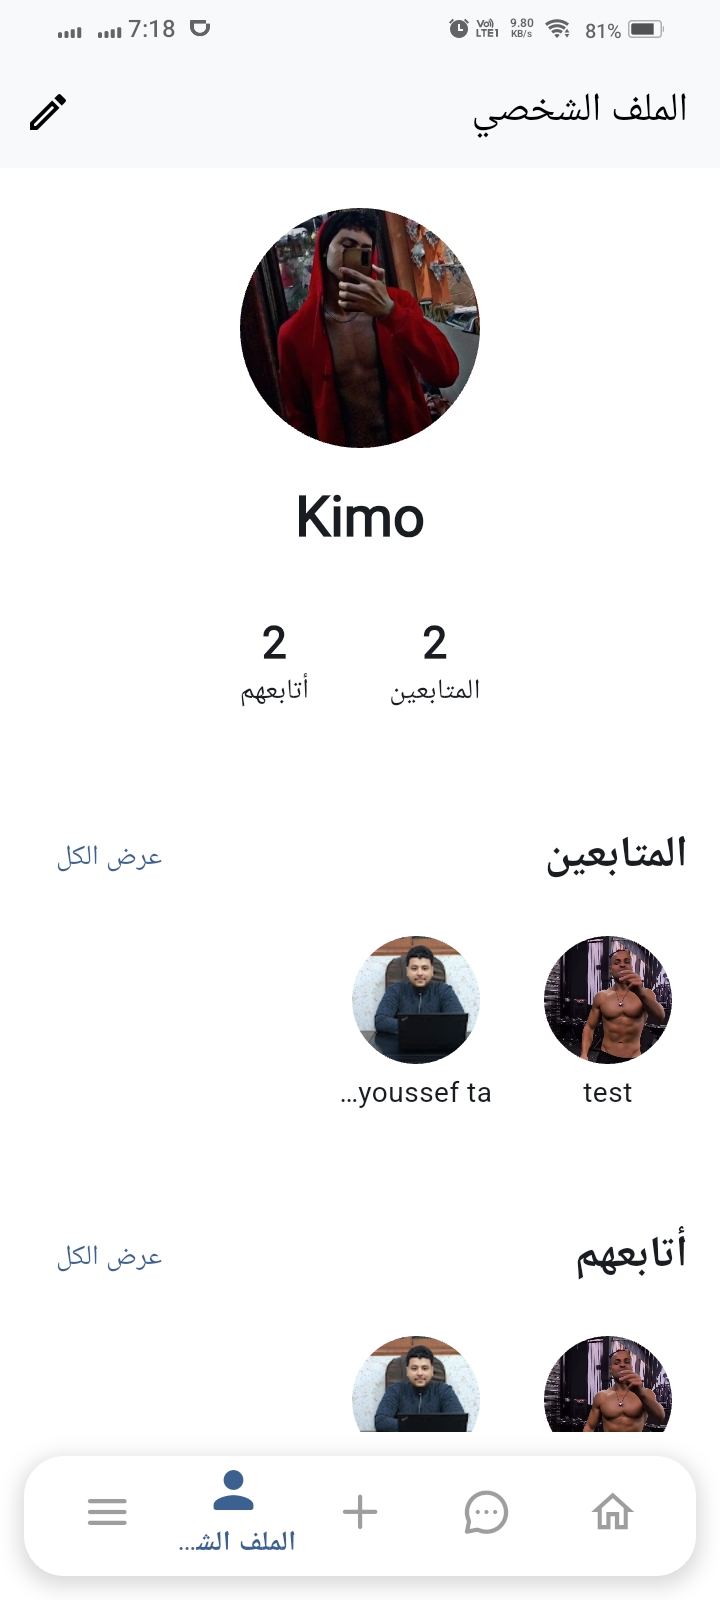 7:18
Vo)) LTE1 9.80 KB/s 81%
الملف الشخصي
Kimo
2 2
المتابعين أتابعهم
المتابعين عرض الكل
test youssef ta...
أتابعهم عرض الكل
الملف الشـ...